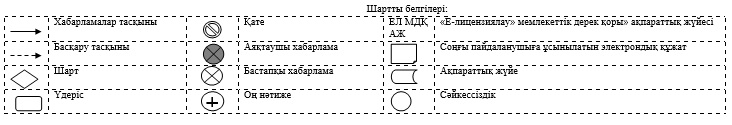 Шартты белгілері:
Хабарламалар тасқыны Қате ЕЛ МДҚ АЖ «Е-лицензиялау» мемлекеттік дерек қоры» ақпараттық жүйесі
Басқару тасқыны Аяқтаушы хабарлама Соңғы пайдаланушыға ұсынылатын электрондық құжат
Шарт Бастапқы хабарлама Ақпараттық жүйе
Үдеріс Оң нәтиже Сәйкессіздік